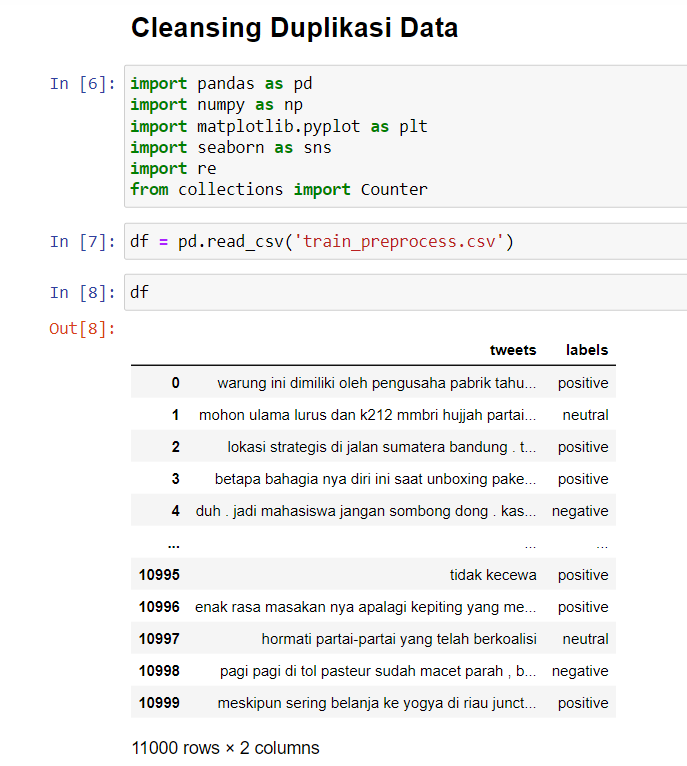 Cleansing Duplikasi Data
In [6]: import pandas as pd
import numpy as np
import matplotlib.pyplot as plt
import seaborn as sns
import re
from collections import Counter
In [7]: df = pd.read_csv('train_preprocess.csv')
In [8]: df
Out[8]:
tweets labels
0 warung ini dimiliki oleh pengusaha pabrik tahu... positive
1 mohon ulama lurus dan k212 mmbri hujjah partai... neutral
2 lokasi strategis di jalan sumatera bandung . t... positive
3 betapa bahagia nya diri ini saat unboxing pake... positive
4 duh . jadi mahasiswa jangan sombong dong . kas... negative
... ... ...
10995 tidak kecewa positive
10996 enak rasa masakan nya apalagi kepiting yang me... positive
10997 hormati partai-partai yang telah berkoalisi neutral
10998 pagi pagi di tol pasteur sudah macet parah , b... negative
10999 meskipun sering belanja ke yogya di riau junct... positive
11000 rows × 2 columns